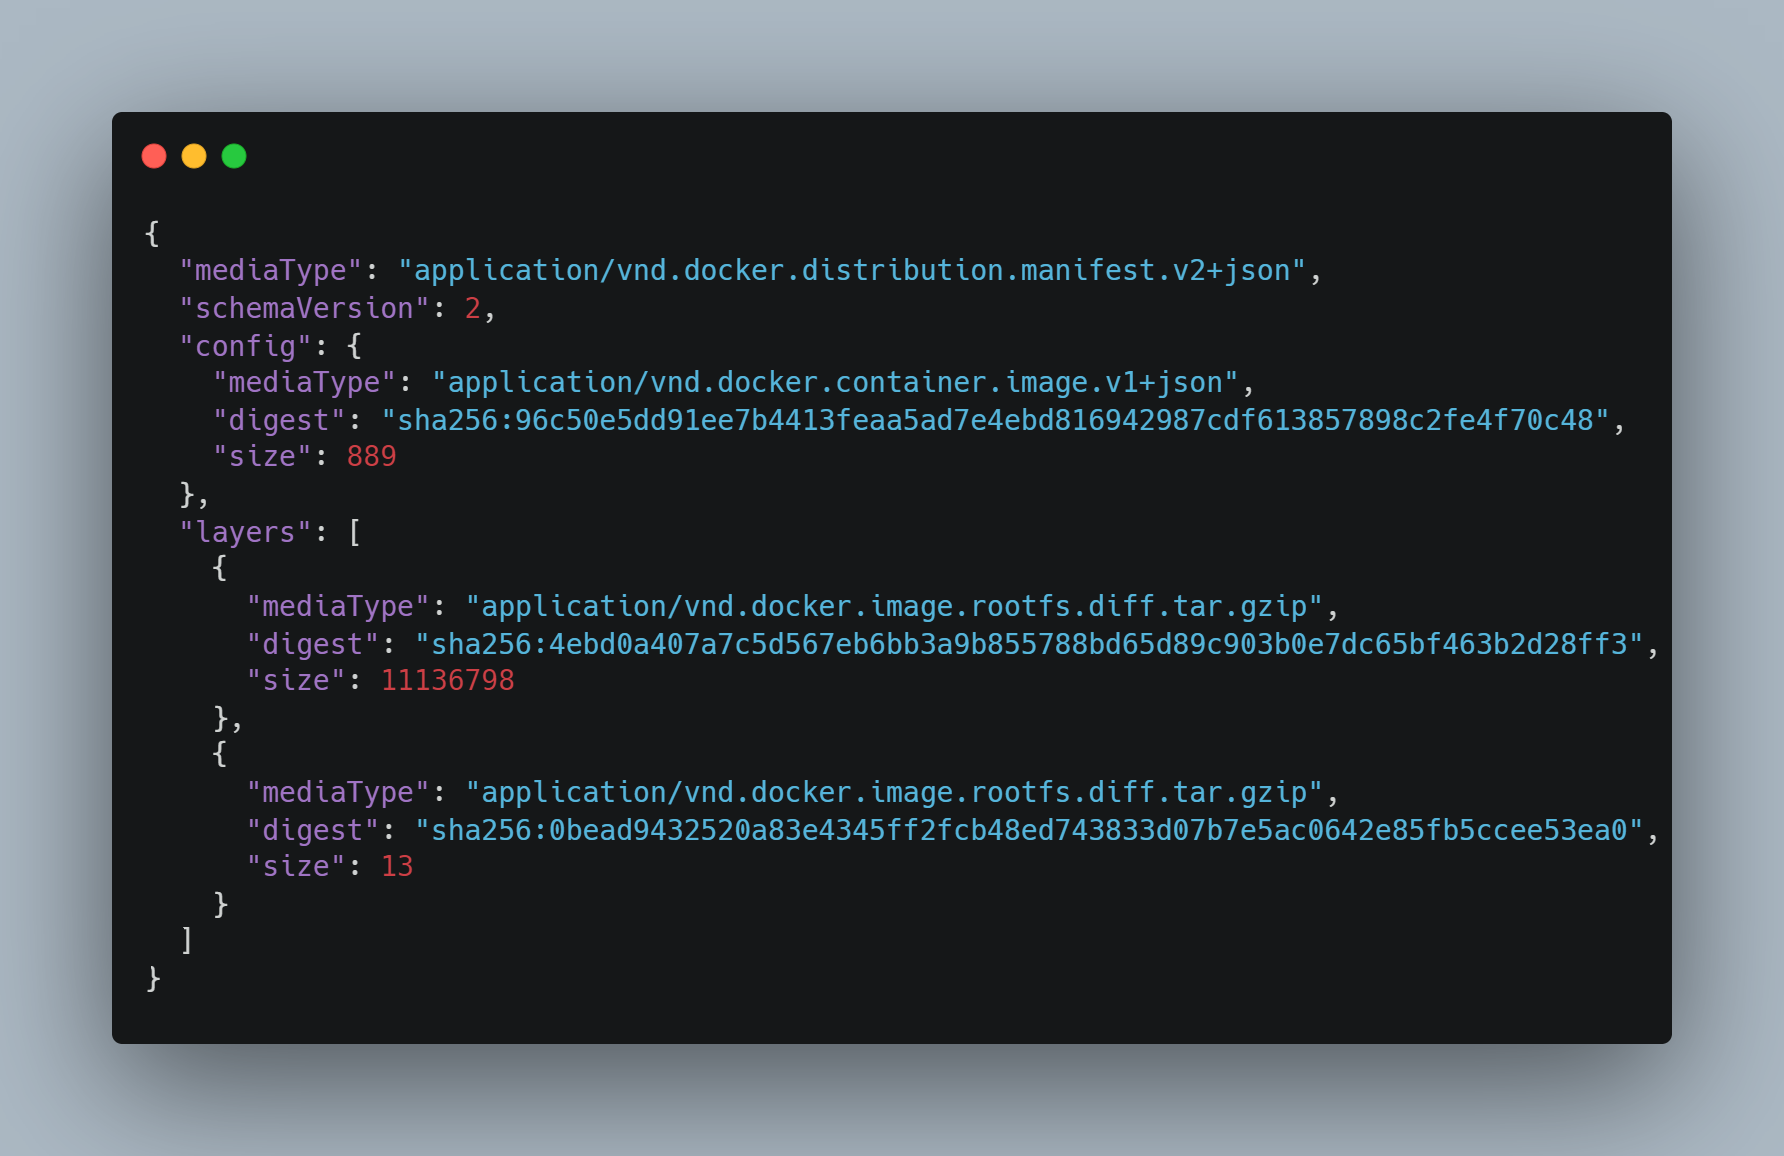 {
  "mediaType": "application/vnd.docker.distribution.manifest.v2+json",
  "schemaVersion": 2,
  "config": {
    "mediaType": "application/vnd.docker.container.image.v1+json",
    "digest": "sha256:96c50e5dd91ee7b4413feaa5ad7e4ebd816942987cdf613857898c2fe4f70c48",
    "size": 889
  },
  "layers": [
    {
      "mediaType": "application/vnd.docker.image.rootfs.diff.tar.gzip",
      "digest": "sha256:4ebd0a407a7c5d567eb6bb3a9b855788bd65d89c903b0e7dc65bf463b2d28ff3",
      "size": 11136798
    },
    {
      "mediaType": "application/vnd.docker.image.rootfs.diff.tar.gzip",
      "digest": "sha256:0bead9432520a83e4345ff2fcb48ed743833d07b7e5ac0642e85fb5ccee53ea0",
      "size": 13
    }
  ]
}